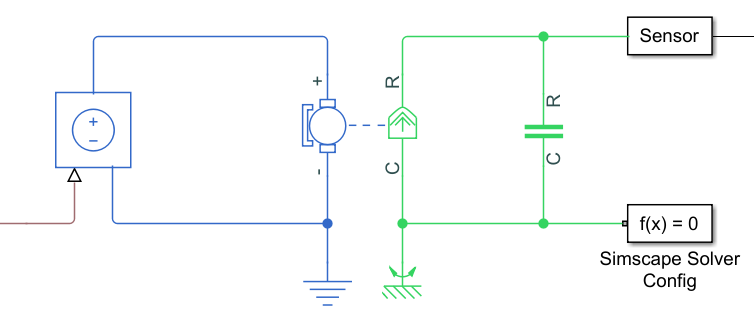 Sensor
+
R
R
+
−
C
C
-
f(x) = 0
Simscape Solver
Config